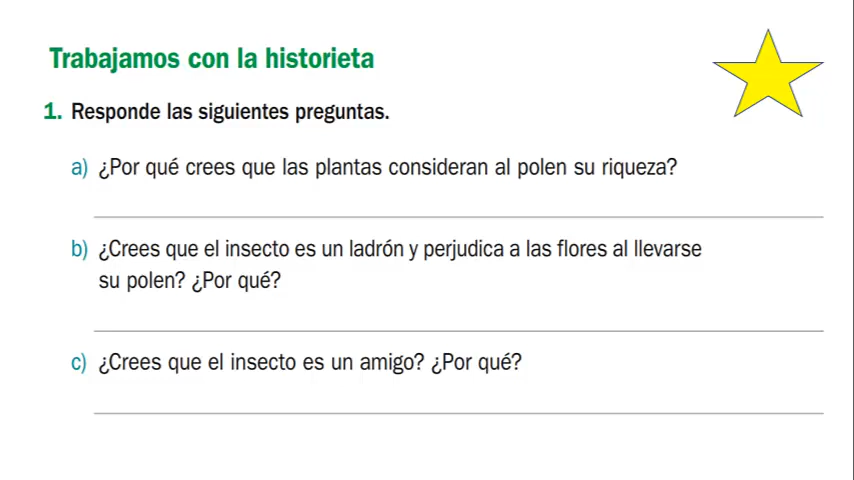 Trabajamos con la historieta
1. Responde las siguientes preguntas.
a) ¿Por qué crees que las plantas consideran al polen su riqueza?
b) ¿Crees que el insecto es un ladrón y perjudica a las flores al llevarse
su polen? ¿Por qué?
c) ¿Crees que el insecto es un amigo? ¿Por qué?